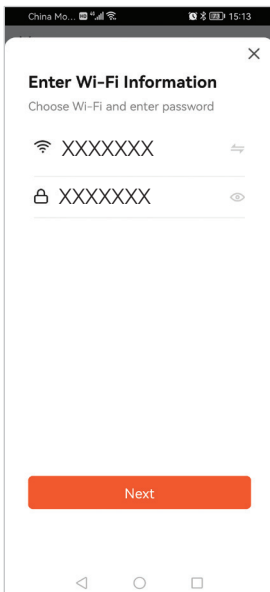 China Mo... 15:13
Enter Wi-Fi Information
Choose Wi-Fi and enter password
XXXXXXX
XXXXXXX
Next